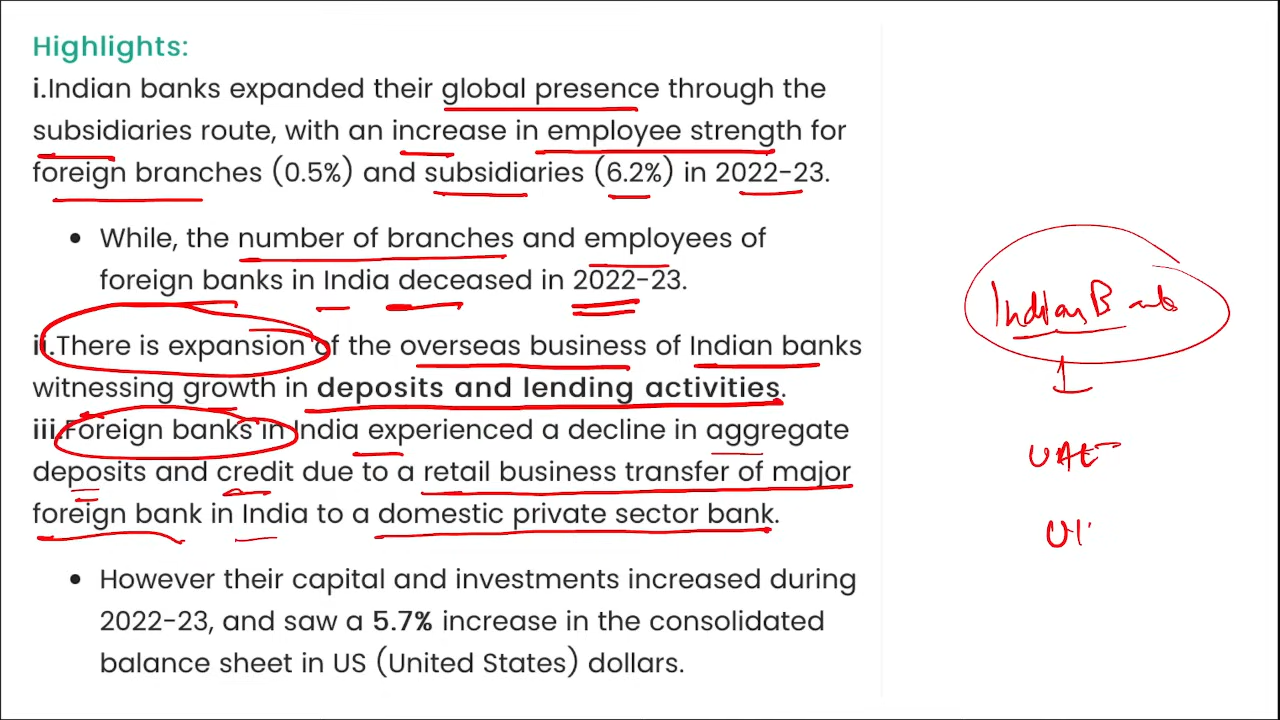 Highlights:
i.Indian banks expanded their global presence through the
subsidiaries route, with an increase in employee strength for
foreign branches (0.5%) and subsidiaries (6.2%) in 2022-23.
• While, the number of branches and employees of
foreign banks in India deceased in 2022-23.
ii.There is expansion of the overseas business of Indian banks
witnessing growth in deposits and lending activities.
iii.Foreign banks in India experienced a decline in aggregate
deposits and credit due to a retail business transfer of major
foreign bank in India to a domestic private sector bank.
• However their capital and investments increased during
2022-23, and saw a 5.7% increase in the consolidated
balance sheet in US (United States) dollars.
Indian Bank
UAE